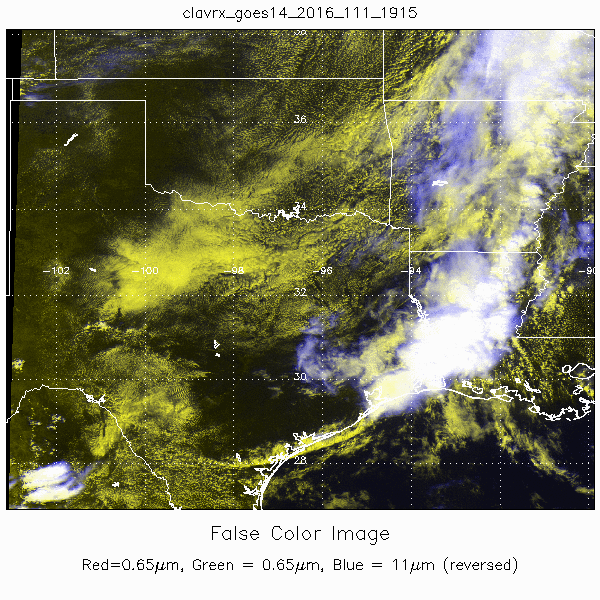 clavrx_goes14_2016_111_1915
38
36
34
-102 -100 -98 -96 -94 -90
32
30
28
False Color Image
Red=0.65μm, Green = 0.65μm, Blue = 11μm (reversed)